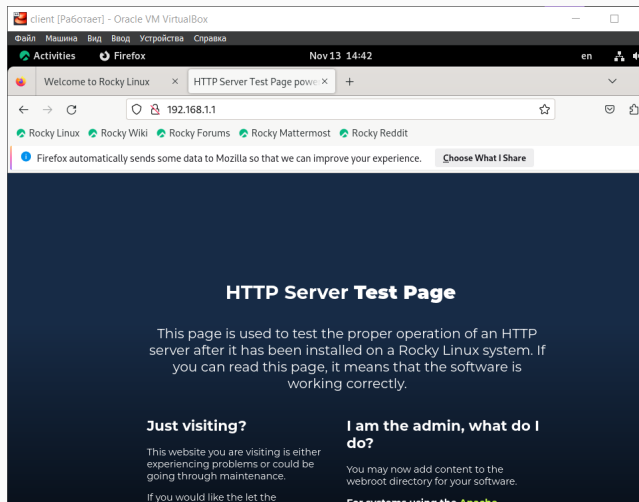 client [Работает] - Oracle VM VirtualBox
Файл Машина Вид Ввод Устройства Справка
Activities Firefox Nov 13 14:42 en
Welcome to Rocky Linux × HTTP Server Test Page powe × +
192.168.1.1
Rocky Linux Rocky Wiki Rocky Forums Rocky Mattermost Rocky Reddit
Firefox automatically sends some data to Mozilla so that we can improve your experience. Choose What I Share
HTTP Server Test Page
This page is used to test the proper operation of an HTTP
server after it has been installed on a Rocky Linux system. If
you can read this page, it means that the software is
working correctly.
Just visiting?
This website you are visiting is either
experiencing problems or could be
going through maintenance.
If you would like the let the
I am the admin, what do I
do?
You may now add content to the
webroot directory for your software.
For systems using the Apache